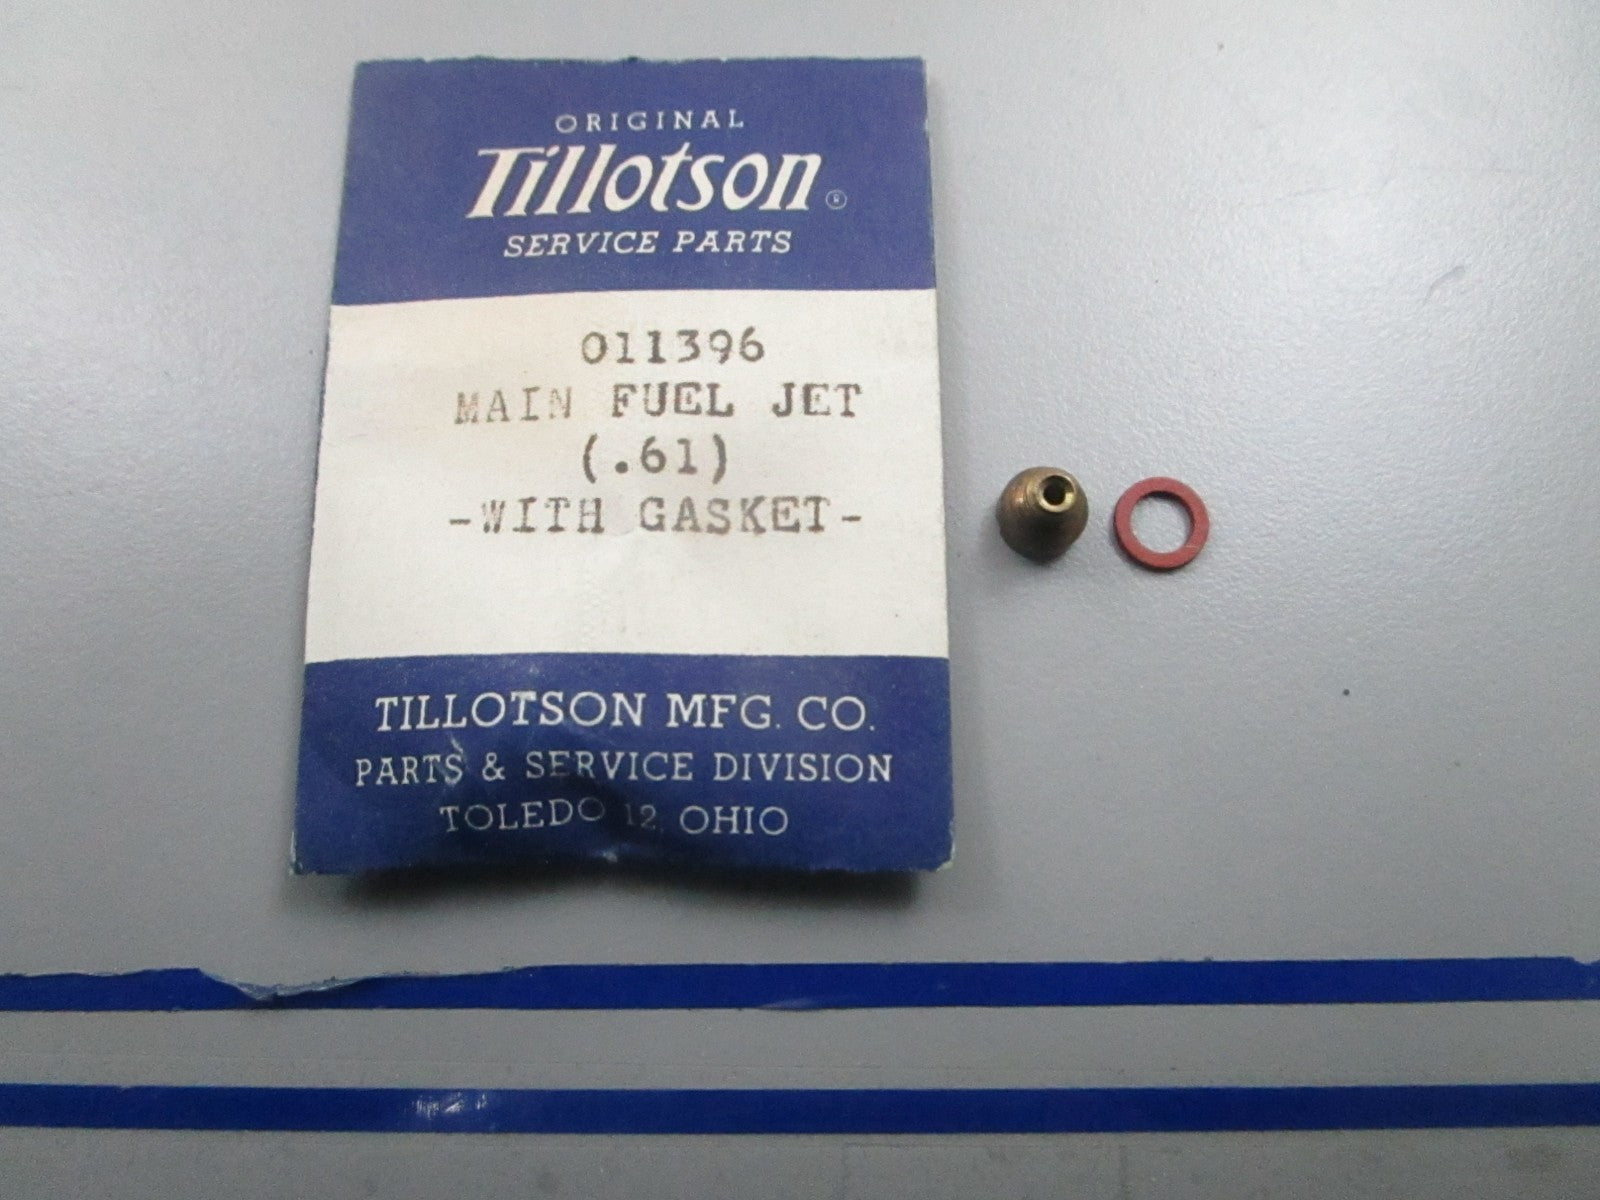 ORIGINAL
Tillotson ®
SERVICE PARTS
011396
MAIN FUEL JET
(.61)
-WITH GASKET-
TILLOTSON MFG. CO.
PARTS & SERVICE DIVISION
TOLEDO 12, OHIO